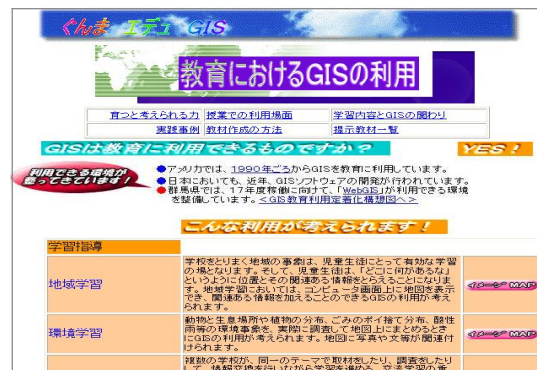 ぐんま エデュ GIS
教育におけるGISの利用
育つと考えられる力 授業での利用場面 学習内容とGISの関わり
実践事例 教材作成の方法 提示教材一覧
GISは教育に利用できるものですか? YES!
利用できる環境が
整ってきています!
●アメリカでは、1990年ごろからGISを教育に利用しています。
●日本においても、近年、GISソフトウェアの開発が行われています。
●群馬県では、17年度稼働に向けて、「WebGIS」が利用できる環境
を整備しています。<GIS教育利用定着化構想図へ>
こんな利用が考えられます!
学習指導
地域学習
学校をとりまく地域の事象は、児童生徒にとって有効な学習
の場となります。そして、児童生徒は、「どこに何があるな」
というように位置とその関連ある情報をとらえることになりま
す。地域学習においては、コンピュータ画面上に地図を表示
でき、関連ある情報を加えることのできるGISの利用が考え
られます。
イメージMAP
環境学習
動物と生息場所や植物の分布、ごみのポイ捨て分布、酸性
雨等の環境事象を、実際に調査して地図上にまとめるとき
にGISの利用が考えられます。地図に写真や文等が関連付
けられます。
イメージMAP
複数の学校が、同一のテーマで取材をしたり、調査をしたり
して、情報交換を行いながら学習を進める、交流学習の